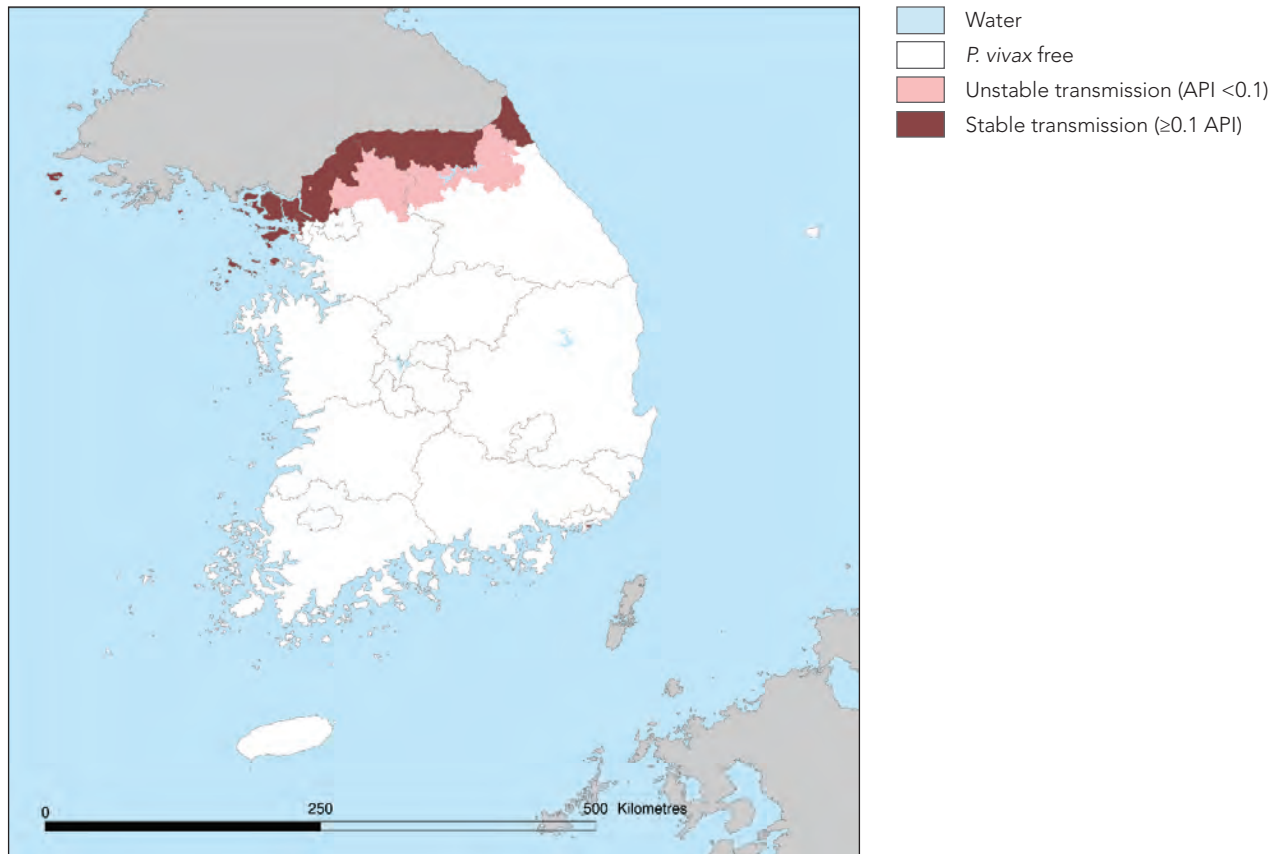 Water
P. vivax free
Unstable transmission (API <0.1)
Stable transmission (≥0.1 API)
0 250 500 Kilometres